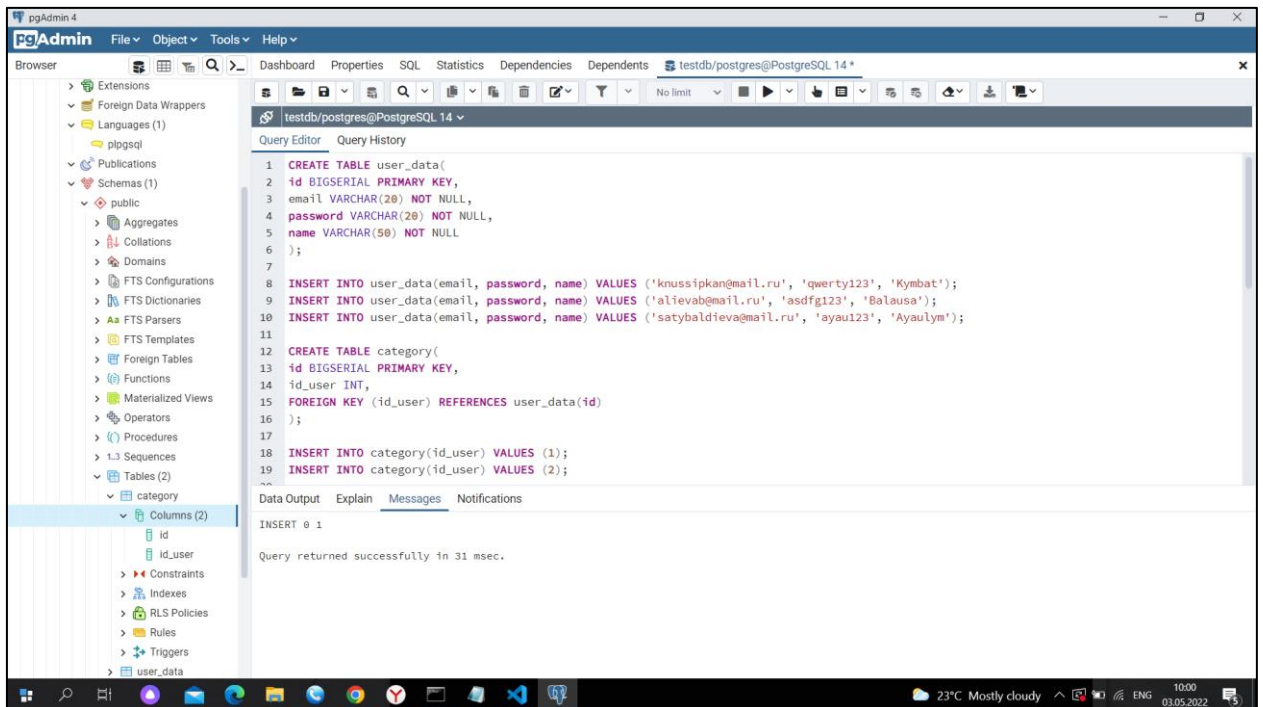 pgAdmin 4
pgAdmin File Object Tools Help
Browser Dashboard Properties SQL Statistics Dependencies Dependents testdb/postgres@PostgreSQL 14 *
Extensions
Foreign Data Wrappers
Languages (1)
plpgsql
Publications
Schemas (1)
public
Aggregates
Collations
Domains
FTS Configurations
FTS Dictionaries
FTS Parsers
FTS Templates
Foreign Tables
Functions
Materialized Views
Operators
Procedures
Sequences
Tables (2)
category
Columns (2)
id
id_user
Constraints
Indexes
RLS Policies
Rules
Triggers
user_data
No limit
testdb/postgres@PostgreSQL 14
Query Editor Query History
1 CREATE TABLE user_data(
2 id BIGSERIAL PRIMARY KEY,
3 email VARCHAR(20) NOT NULL,
4 password VARCHAR(20) NOT NULL,
5 name VARCHAR(50) NOT NULL
6 );
7
8 INSERT INTO user_data(email, password, name) VALUES ('knussipkan@mail.ru', 'qwerty123', 'Kymbat');
9 INSERT INTO user_data(email, password, name) VALUES ('alievab@mail.ru', 'asdfg123', 'Balausa');
10 INSERT INTO user_data(email, password, name) VALUES ('satybaldieva@mail.ru', 'ayau123', 'Ayaulym');
11
12 CREATE TABLE category(
13 id BIGSERIAL PRIMARY KEY,
14 id_user INT,
15 FOREIGN KEY (id_user) REFERENCES user_data(id)
16 );
17
18 INSERT INTO category(id_user) VALUES (1);
19 INSERT INTO category(id_user) VALUES (2);
Data Output Explain Messages Notifications
INSERT 0 1
Query returned successfully in 31 msec.
23°C Mostly cloudy ENG 10:00
03.05.2022